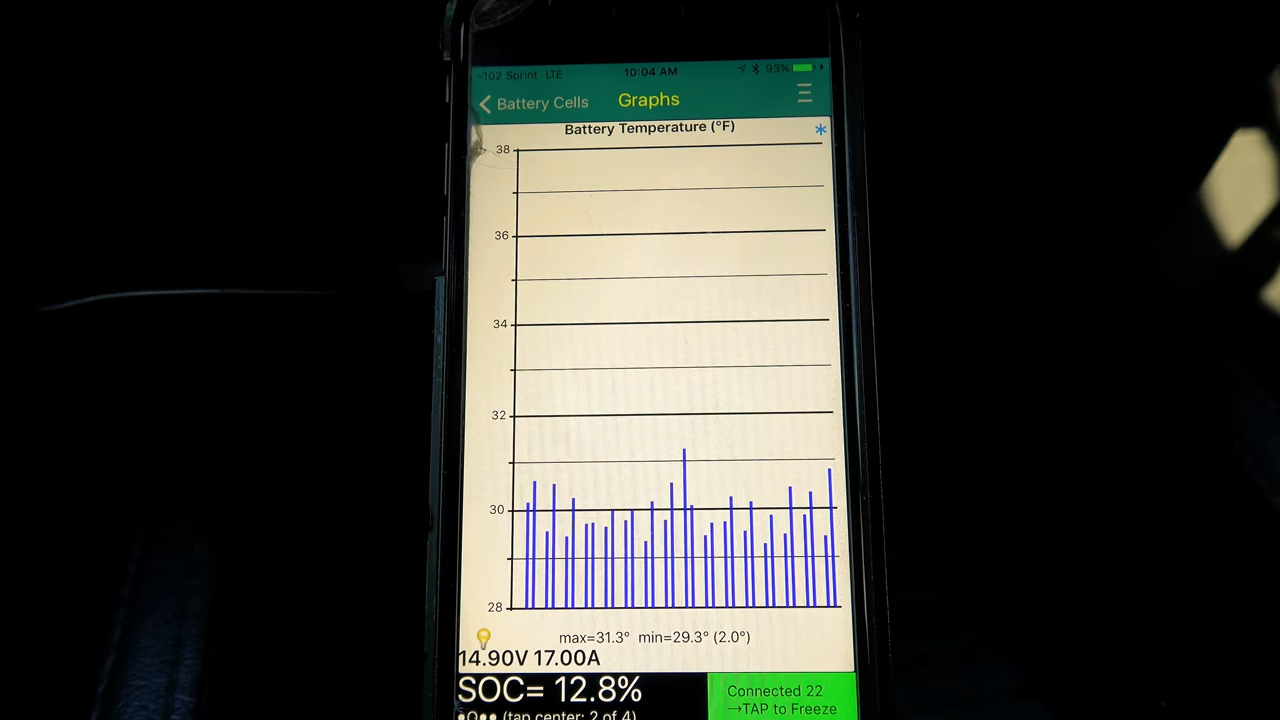 -102 Sprint LTE 10:04 AM 93%
Battery Cells Graphs
Battery Temperature (°F)
38
36
34
32
30
28
max=31.3° min=29.3° (2.0°)
14.90V 17.00A
SOC= 12.8%
Connected 22
→TAP to Freeze
(tap center: 2 of 4)